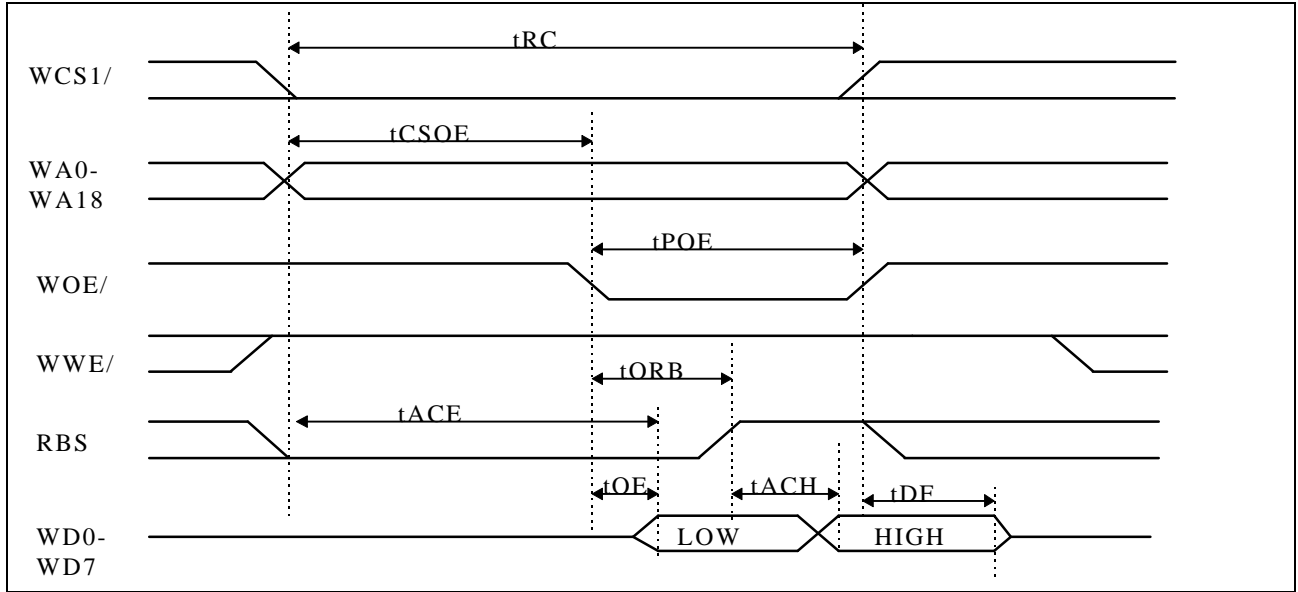 tRC
WCS1/
tCSOE
WA0-
WA18
tPOE
WOE/
WWE/
tORB
tACE
RBS
tOE
tACH
tDF
WD0-
WD7
LOW
HIGH